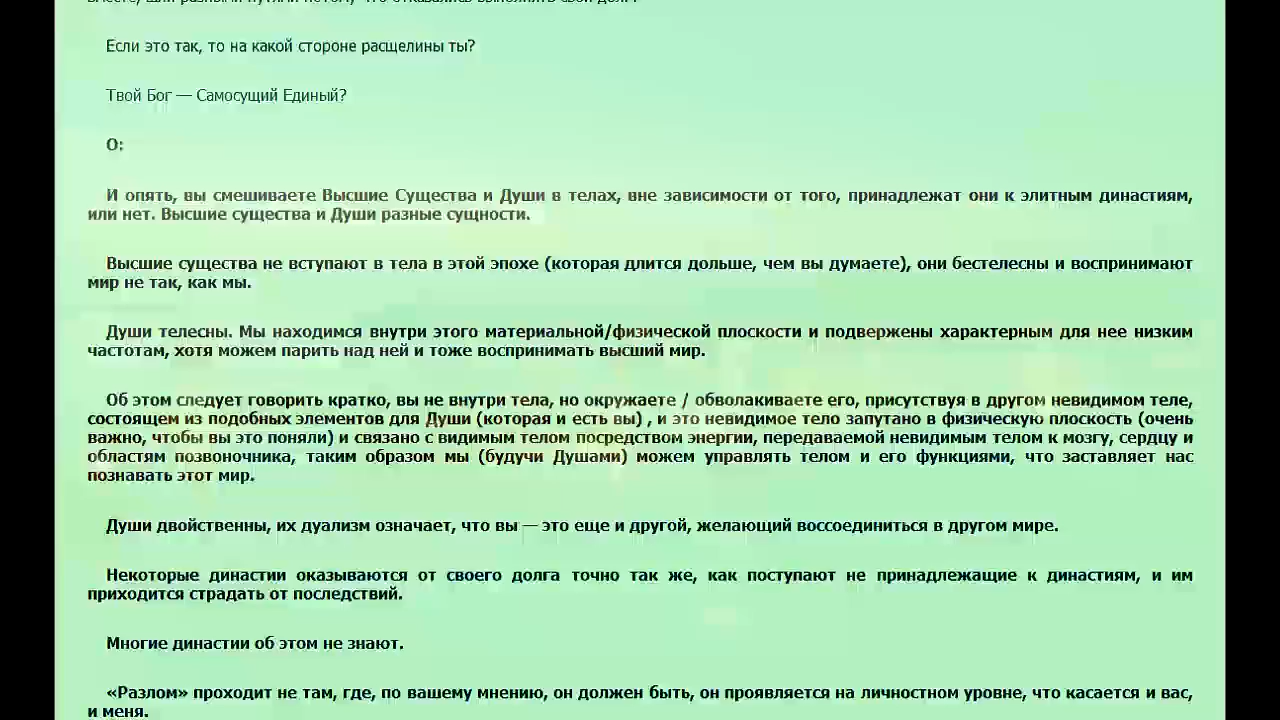 Если это так, то на какой стороне расщелины ты?
Твой Бог — Самосущий Единый?
О:
И опять, вы смешиваете Высшие Существа и Души в телах, вне зависимости от того, принадлежат они к элитным династиям,
или нет. Высшие существа и Души разные сущности.
Высшие существа не вступают в тела в этой эпохе (которая длится дольше, чем вы думаете), они бестелесны и воспринимают
мир не так, как мы.
Души телесны. Мы находимся внутри этого материальной/физической плоскости и подвержены характерным для нее низким
частотам, хотя можем парить над ней и тоже воспринимать высший мир.
Об этом следует говорить кратко, вы не внутри тела, но окружаете / обволакиваете его, присутствуя в другом невидимом теле,
состоящем из подобных элементов для Души (которая и есть вы) , и это невидимое тело запутано в физическую плоскость (очень
важно, чтобы вы это поняли) и связано с видимым телом посредством энергии, передаваемой невидимым телом к мозгу, сердцу и
областям позвоночника, таким образом мы (будучи Душами) можем управлять телом и его функциями, что заставляет нас
познавать этот мир.
Души двойственны, их дуализм означает, что вы — это еще и другой, желающий воссоединиться в другом мире.
Некоторые династии оказываются от своего долга точно так же, как поступают не принадлежащие к династиям, и им
приходится страдать от последствий.
Многие династии об этом не знают.
«Разлом» проходит не там, где, по вашему мнению, он должен быть, он проявляется на личностном уровне, что касается и вас,
и меня.